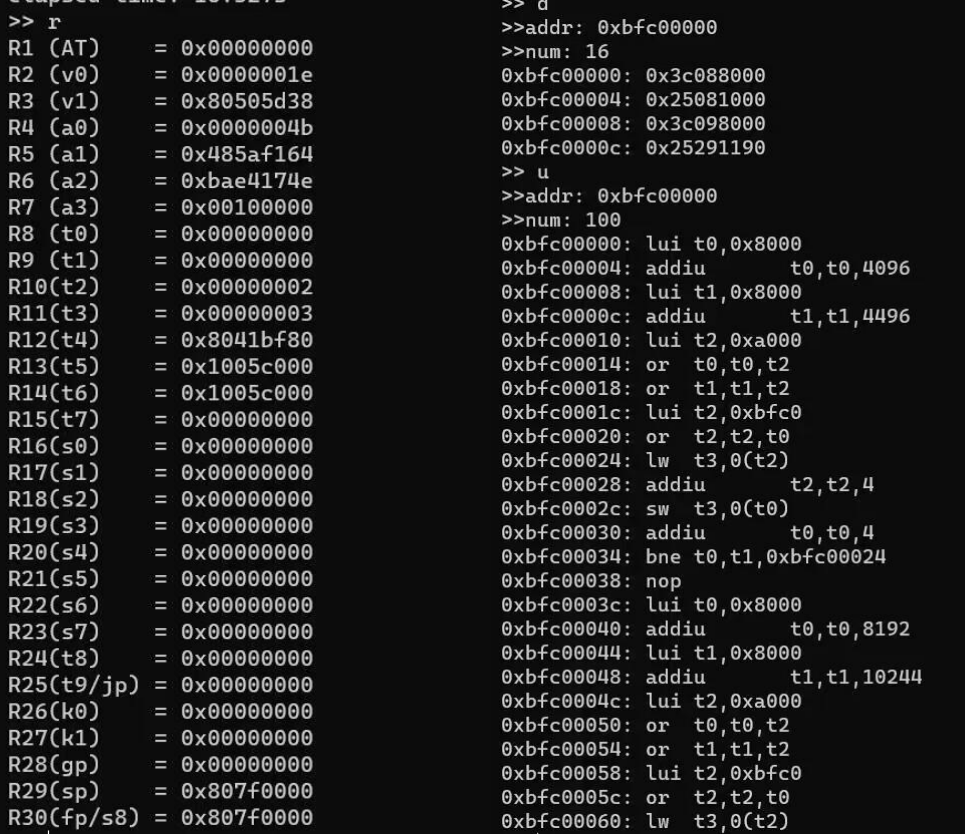 >> r
R1 (AT)    = 0x00000000
R2 (v0)    = 0x0000001e
R3 (v1)    = 0x80505d38
R4 (a0)    = 0x0000004b
R5 (a1)    = 0x485af164
R6 (a2)    = 0xbae4174e
R7 (a3)    = 0x00100000
R8 (t0)    = 0x00000000
R9 (t1)    = 0x00000000
R10(t2)    = 0x00000002
R11(t3)    = 0x00000003
R12(t4)    = 0x8041bf80
R13(t5)    = 0x1005c000
R14(t6)    = 0x1005c000
R15(t7)    = 0x00000000
R16(s0)    = 0x00000000
R17(s1)    = 0x00000000
R18(s2)    = 0x00000000
R19(s3)    = 0x00000000
R20(s4)    = 0x00000000
R21(s5)    = 0x00000000
R22(s6)    = 0x00000000
R23(s7)    = 0x00000000
R24(t8)    = 0x00000000
R25(t9/jp) = 0x00000000
R26(k0)    = 0x00000000
R27(k1)    = 0x00000000
R28(gp)    = 0x00000000
R29(sp)    = 0x807f0000
R30(fp/s8) = 0x807f0000
>> d
>>addr: 0xbfc00000
>>num: 16
0xbfc00000: 0x3c088000
0xbfc00004: 0x25081000
0xbfc00008: 0x3c098000
0xbfc0000c: 0x25291190
>> u
>>addr: 0xbfc00000
>>num: 100
0xbfc00000: lui t0,0x8000
0xbfc00004: addiu       t0,t0,4096
0xbfc00008: lui t1,0x8000
0xbfc0000c: addiu       t1,t1,4496
0xbfc00010: lui t2,0xa000
0xbfc00014: or  t0,t0,t2
0xbfc00018: or  t1,t1,t2
0xbfc0001c: lui t2,0xbfc0
0xbfc00020: or  t2,t2,t0
0xbfc00024: lw  t3,0(t2)
0xbfc00028: addiu       t2,t2,4
0xbfc0002c: sw  t3,0(t0)
0xbfc00030: addiu       t0,t0,4
0xbfc00034: bne t0,t1,0xbfc00024
0xbfc00038: nop
0xbfc0003c: lui t0,0x8000
0xbfc00040: addiu       t0,t0,8192
0xbfc00044: lui t1,0x8000
0xbfc00048: addiu       t1,t1,10244
0xbfc0004c: lui t2,0xa000
0xbfc00050: or  t0,t0,t2
0xbfc00054: or  t1,t1,t2
0xbfc00058: lui t2,0xbfc0
0xbfc0005c: or  t2,t2,t0
0xbfc00060: lw  t3,0(t2)